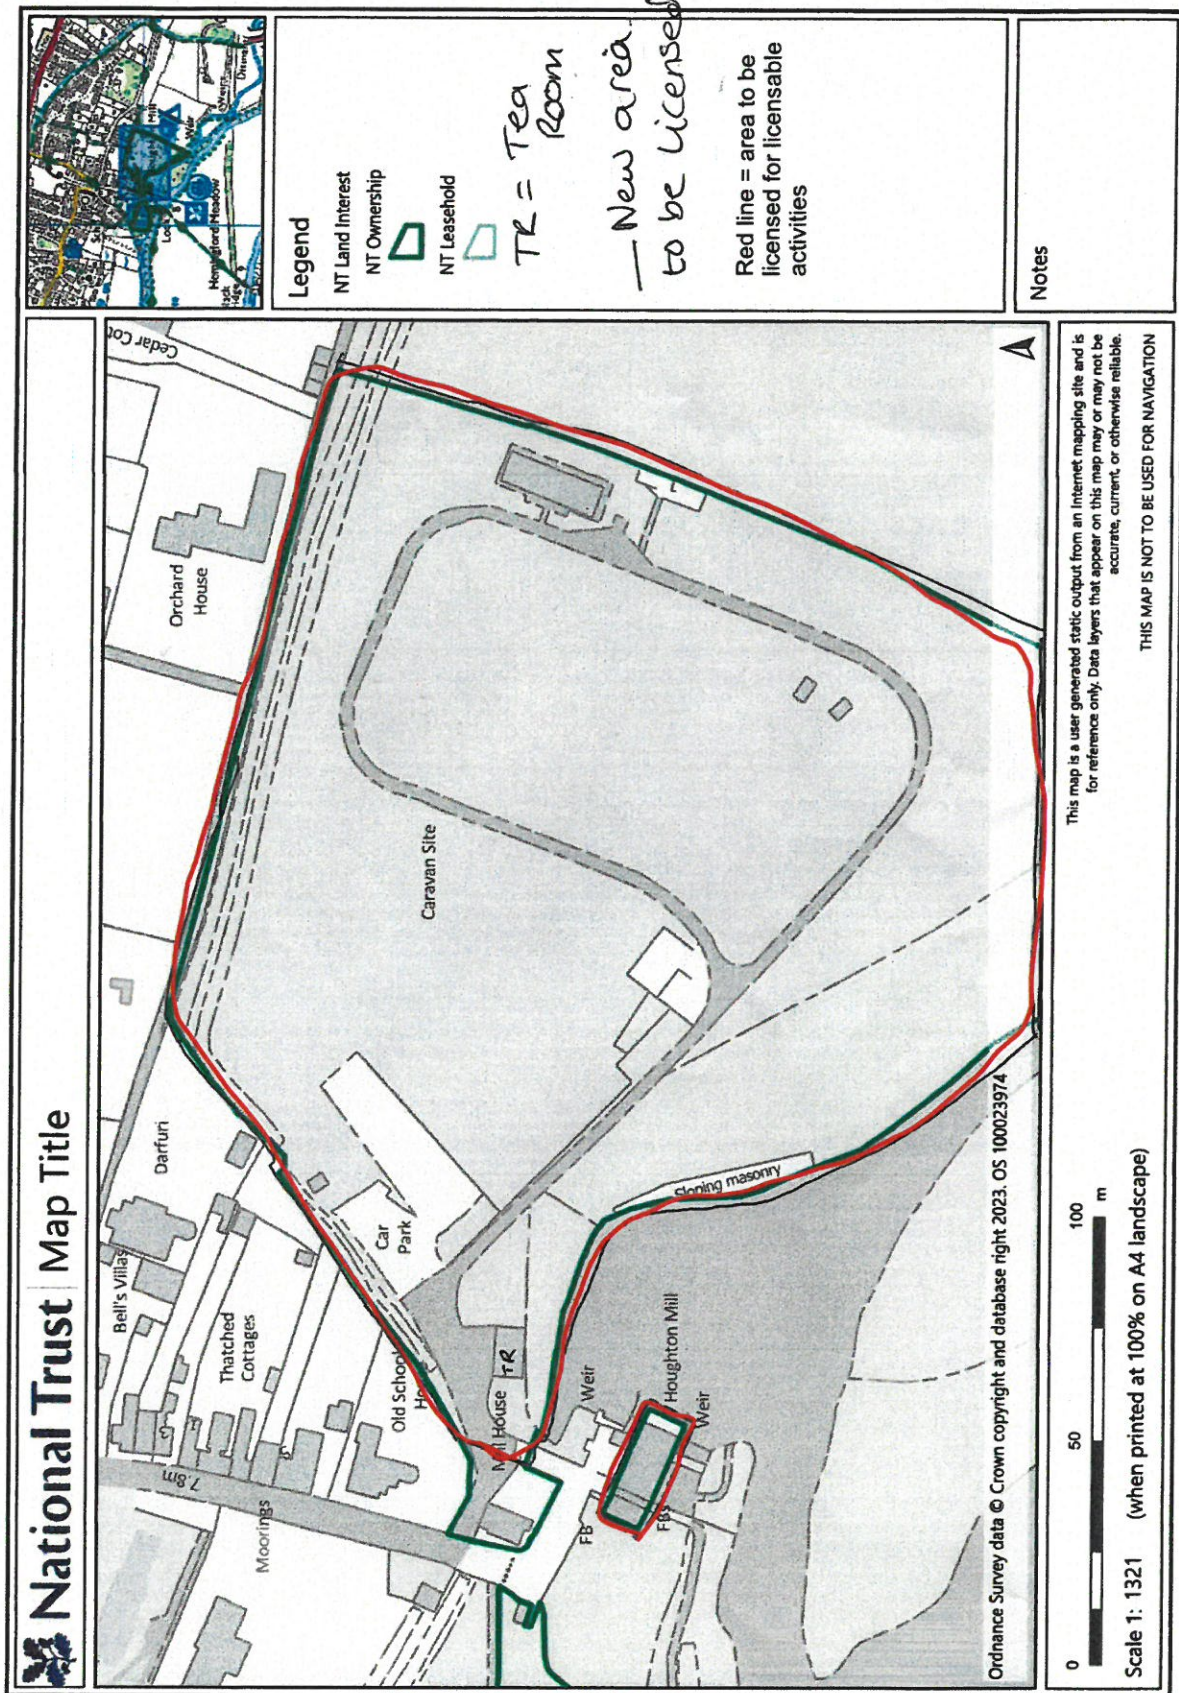 National Trust | Map Title
Legend
NT Land Interest
NT Ownership
NT Leasehold
TR = Tea
Room
— New area
to be Licensed
Red line = area to be
licensed for licensable
activities
Notes
Cedar Cot
Orchard
House
Darfuri
Bell's Villas
Thatched
Cottages
Old School
7.8m
Moorings
Car
Park
Caravan Site
TR
Mill House
Weir
Houghton Mill
Weir
FB
FBs
Sloping masonry
Ordnance Survey data © Crown copyright and database right 2023. OS 100023974
0 50 100 m
Scale 1: 1321 (when printed at 100% on A4 landscape)
This map is a user generated static output from an Internet mapping site and is
for reference only. Data layers that appear on this map may or may not be
accurate, current, or otherwise reliable.
THIS MAP IS NOT TO BE USED FOR NAVIGATION